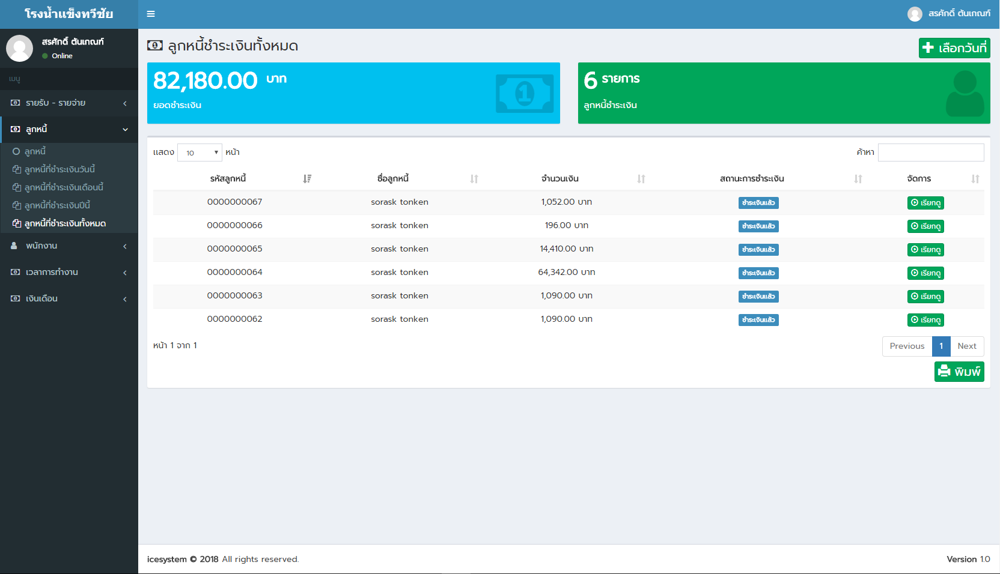 โรงน้ำแข็งทวีชัย
สรศักดิ์ ต้นเกณฑ์
สรศักดิ์ ต้นเกณฑ์
Online
เมนู
รายรับ - รายจ่าย
ลูกหนี้
ลูกหนี้
ลูกหนี้ที่ชำระเงินวันนี้
ลูกหนี้ที่ชำระเงินเดือนนี้
ลูกหนี้ที่ชำระเงินปีนี้
ลูกหนี้ที่ชำระเงินทั้งหมด
พนักงาน
เวลาการทำงาน
เงินเดือน
ลูกหนี้ชำระเงินทั้งหมด
เลือกวันที่
82,180.00 บาท
ยอดชำระเงิน
6 รายการ
ลูกหนี้ชำระเงิน
แสดง 10 หน้า
ค้าหา
รหัสลูกหนี้ ชื่อลูกหนี้ จำนวนเงิน สถานะการชำระเงิน จัดการ
0000000067 sorask tonken 1,052.00 บาท ชำระเงินแล้ว เรียกดู
0000000066 sorask tonken 196.00 บาท ชำระเงินแล้ว เรียกดู
0000000065 sorask tonken 14,410.00 บาท ชำระเงินแล้ว เรียกดู
0000000064 sorask tonken 64,342.00 บาท ชำระเงินแล้ว เรียกดู
0000000063 sorask tonken 1,090.00 บาท ชำระเงินแล้ว เรียกดู
0000000062 sorask tonken 1,090.00 บาท ชำระเงินแล้ว เรียกดู
หน้า 1 จาก 1
Previous 1 Next
พิมพ์
icesystem © 2018 All rights reserved.
Version 1.0